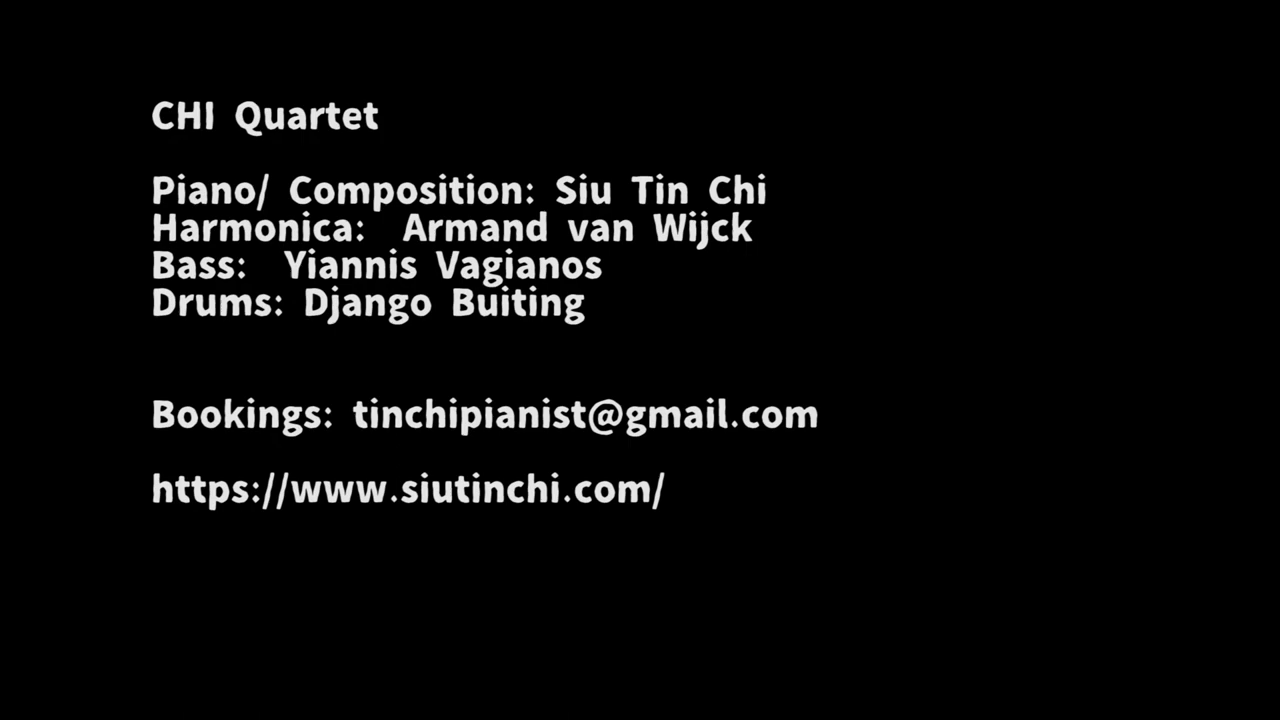 CHI Quartet
Piano/ Composition: Siu Tin Chi
Harmonica: Armand van Wijck
Bass: Yiannis Vagianos
Drums: Django Buiting
Bookings: tinchipianist@gmail.com
https://www.siutinchi.com/